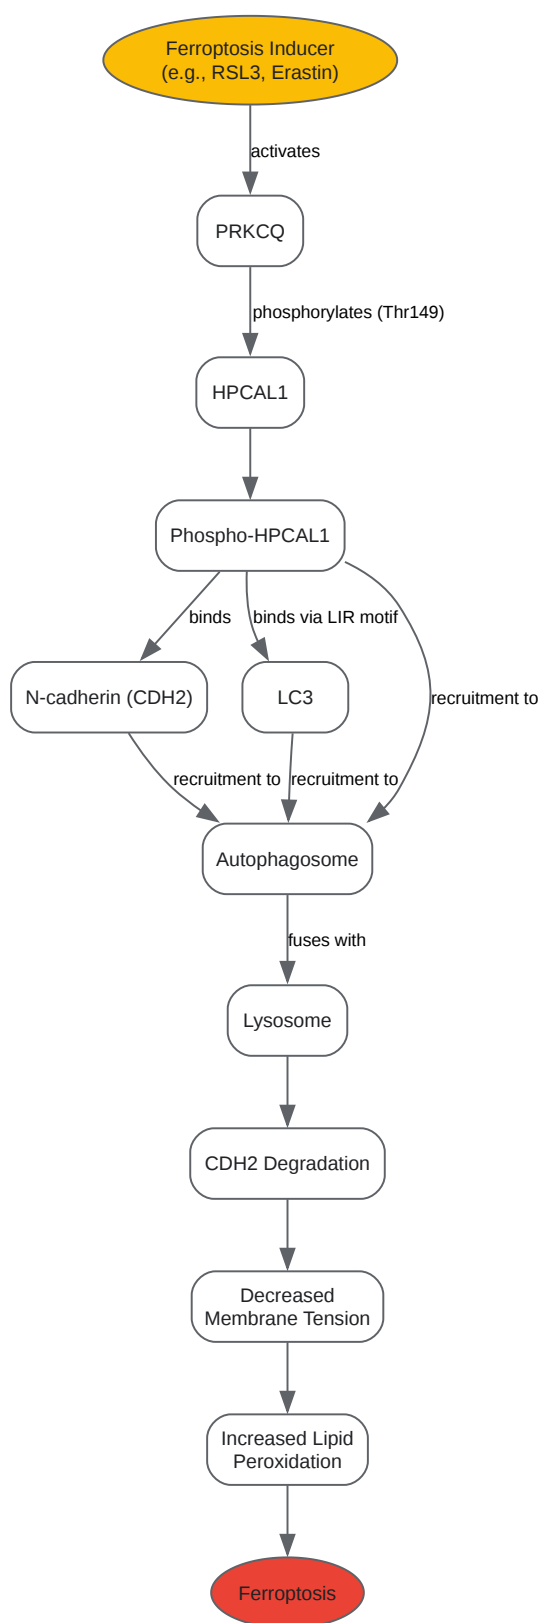 Ferroptosis Inducer
(e.g., RSL3, Erastin)
activates
PRKCQ
phosphorylates (Thr149)
HPCAL1
Phospho-HPCAL1
binds
binds via LIR motif
N-cadherin (CDH2)
LC3
recruitment to
recruitment to
recruitment to
Autophagosome
fuses with
Lysosome
CDH2 Degradation
Decreased
Membrane Tension
Increased Lipid
Peroxidation
Ferroptosis